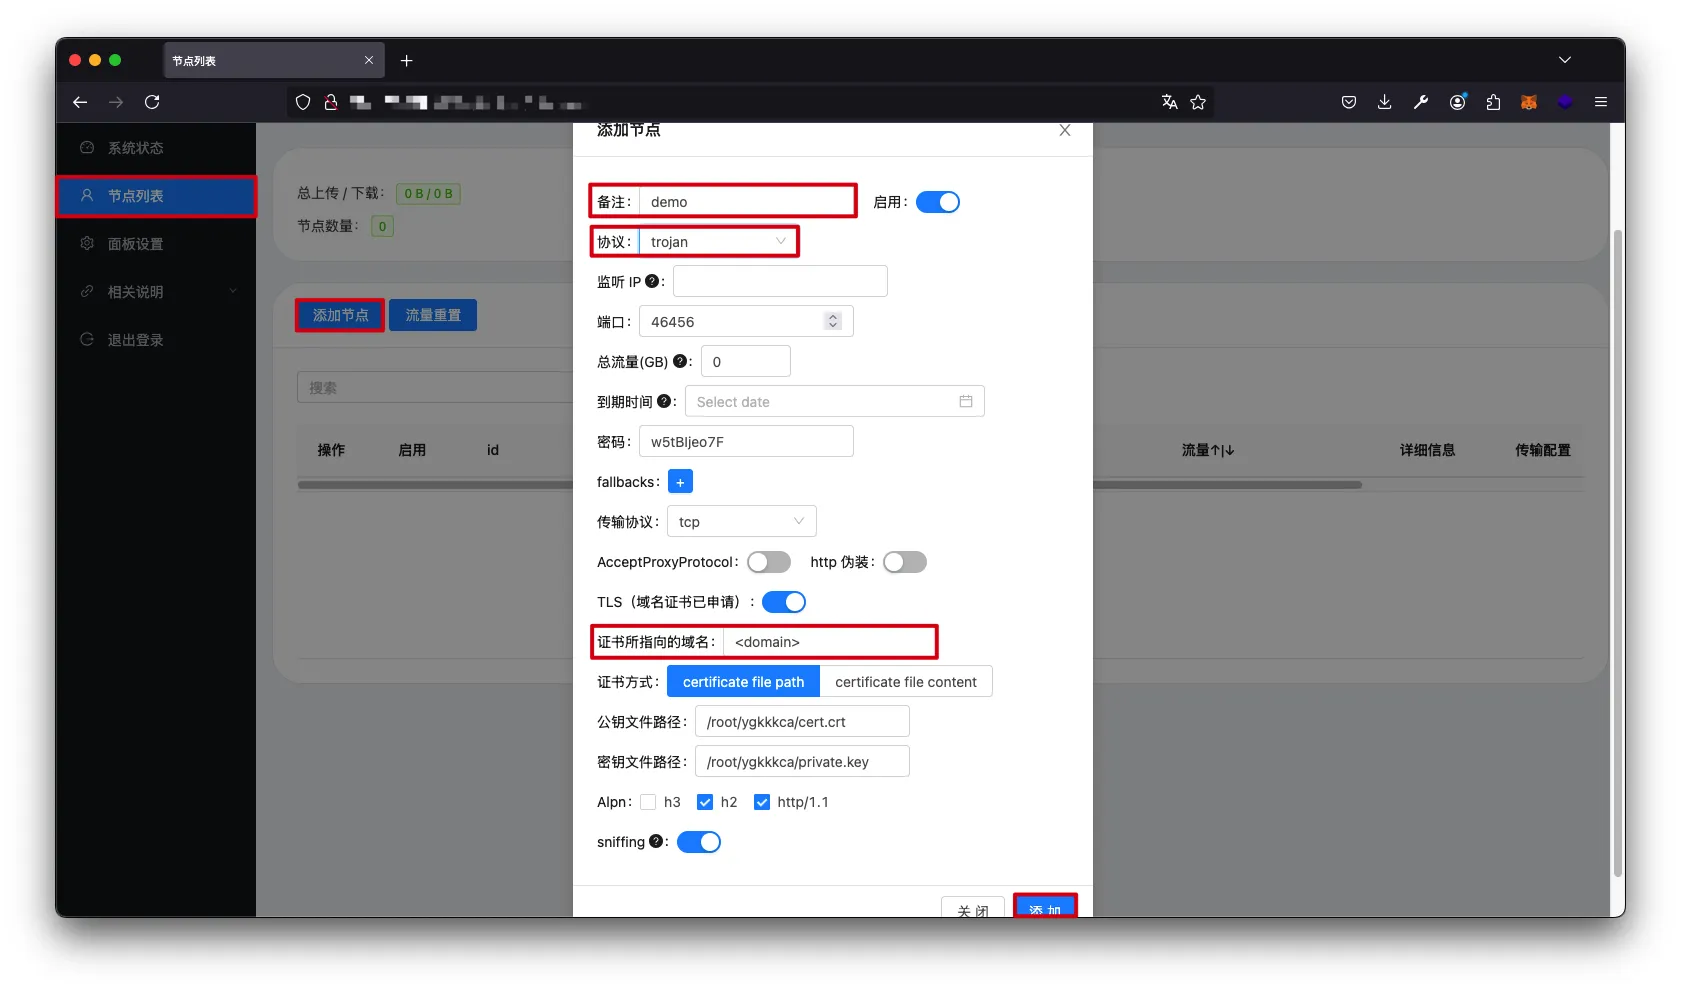 节点列表
系统状态
节点列表
面板设置
相关说明
退出登录
总上传 / 下载： 0 B / 0 B
节点数量： 0
添加节点 流量重置
搜索
操作 启用 id 流量↑|↓ 详细信息 传输配置
添加节点
备注： demo 启用：
协议： trojan
监听 IP ?：
端口： 46456
总流量(GB) ?： 0
到期时间 ?： Select date
密码： w5tBIjeo7F
fallbacks： +
传输协议： tcp
AcceptProxyProtocol： http 伪装：
TLS（域名证书已申请）：
证书所指向的域名： <domain>
证书方式： certificate file path certificate file content
公钥文件路径： /root/ygkkkca/cert.crt
密钥文件路径： /root/ygkkkca/private.key
Alpn： h3 h2 http/1.1
sniffing ?：
关 闭 添 加